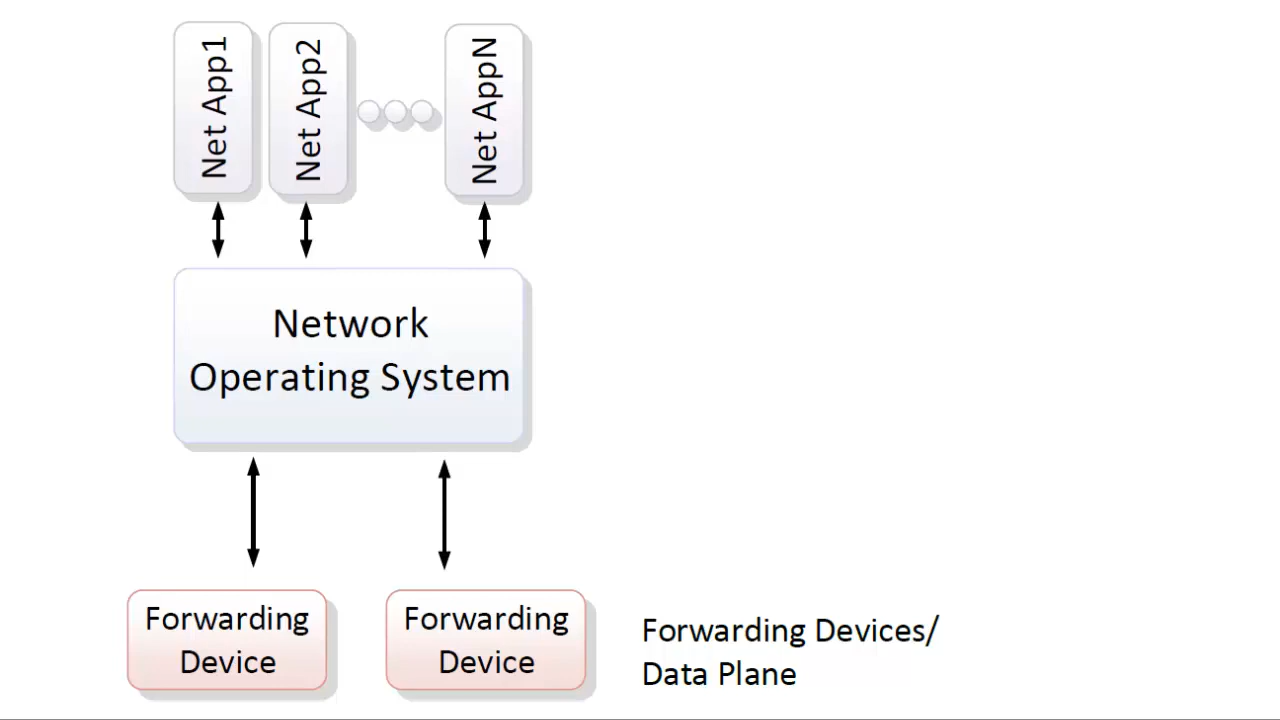 Net App1
Net App2
Net AppN
Network
Operating System
Forwarding
Device
Forwarding
Device
Forwarding Devices/
Data Plane